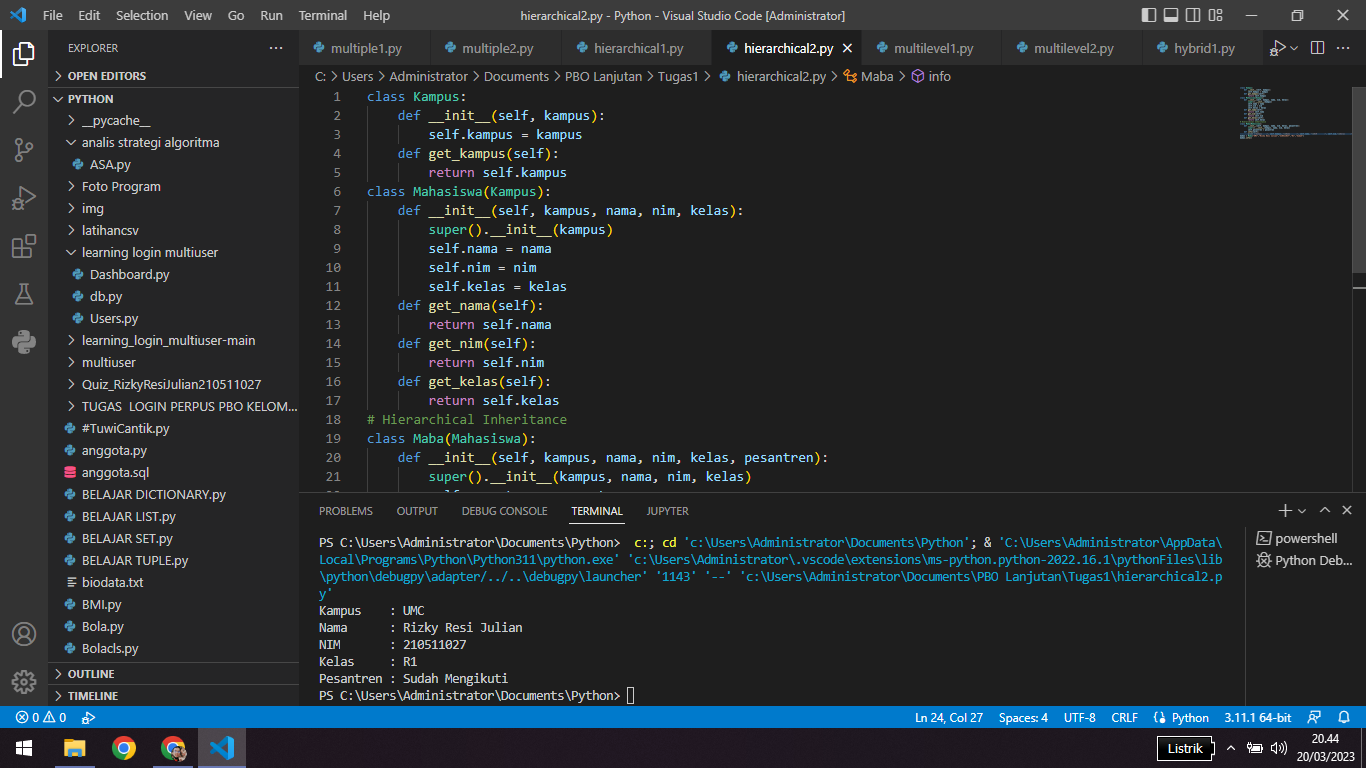 File Edit Selection View Go Run Terminal Help
hierarchical2.py - Python - Visual Studio Code [Administrator]
EXPLORER
OPEN EDITORS
PYTHON
__pycache__
analis strategi algoritma
ASA.py
Foto Program
img
latihancsv
learning login multiuser
Dashboard.py
db.py
Users.py
learning_login_multiuser-main
multiuser
Quiz_RizkyResiJulian210511027
TUGAS LOGIN PERPUS PBO KELOM...
#TuwiCantik.py
anggota.py
anggota.sql
BELAJAR DICTIONARY.py
BELAJAR LIST.py
BELAJAR SET.py
BELAJAR TUPLE.py
biodata.txt
BMI.py
Bola.py
Bolacls.py
OUTLINE
TIMELINE
multiple1.py multiple2.py hierarchical1.py hierarchical2.py multilevel1.py multilevel2.py hybrid1.py
C: > Users > Administrator > Documents > PBO Lanjutan > Tugas1 > hierarchical2.py > Maba > info
1 class Kampus:
2     def __init__(self, kampus):
3         self.kampus = kampus
4     def get_kampus(self):
5         return self.kampus
6 class Mahasiswa(Kampus):
7     def __init__(self, kampus, nama, nim, kelas):
8         super().__init__(kampus)
9         self.nama = nama
10         self.nim = nim
11         self.kelas = kelas
12     def get_nama(self):
13         return self.nama
14     def get_nim(self):
15         return self.nim
16     def get_kelas(self):
17         return self.kelas
18 # Hierarchical Inheritance
19 class Maba(Mahasiswa):
20     def __init__(self, kampus, nama, nim, kelas, pesantren):
21         super().__init__(kampus, nama, nim, kelas)
PROBLEMS OUTPUT DEBUG CONSOLE TERMINAL JUPYTER
PS C:\Users\Administrator\Documents\Python>  c:; cd 'c:\Users\Administrator\Documents\Python'; & 'C:\Users\Administrator\AppData\
Local\Programs\Python\Python311\python.exe' 'c:\Users\Administrator\.vscode\extensions\ms-python.python-2022.16.1\pythonFiles\lib
\python\debugpy\adapter/../..\debugpy\launcher' '1143' '--' 'c:\Users\Administrator\Documents\PBO Lanjutan\Tugas1\hierarchical2.p
y'
Kampus    : UMC
Nama      : Rizky Resi Julian
NIM       : 210511027
Kelas     : R1
Pesantren : Sudah Mengikuti
PS C:\Users\Administrator\Documents\Python>
powershell
Python Deb...
0 0
Ln 24, Col 27 Spaces: 4 UTF-8 CRLF Python 3.11.1 64-bit
Listrik
20.44
20/03/2023